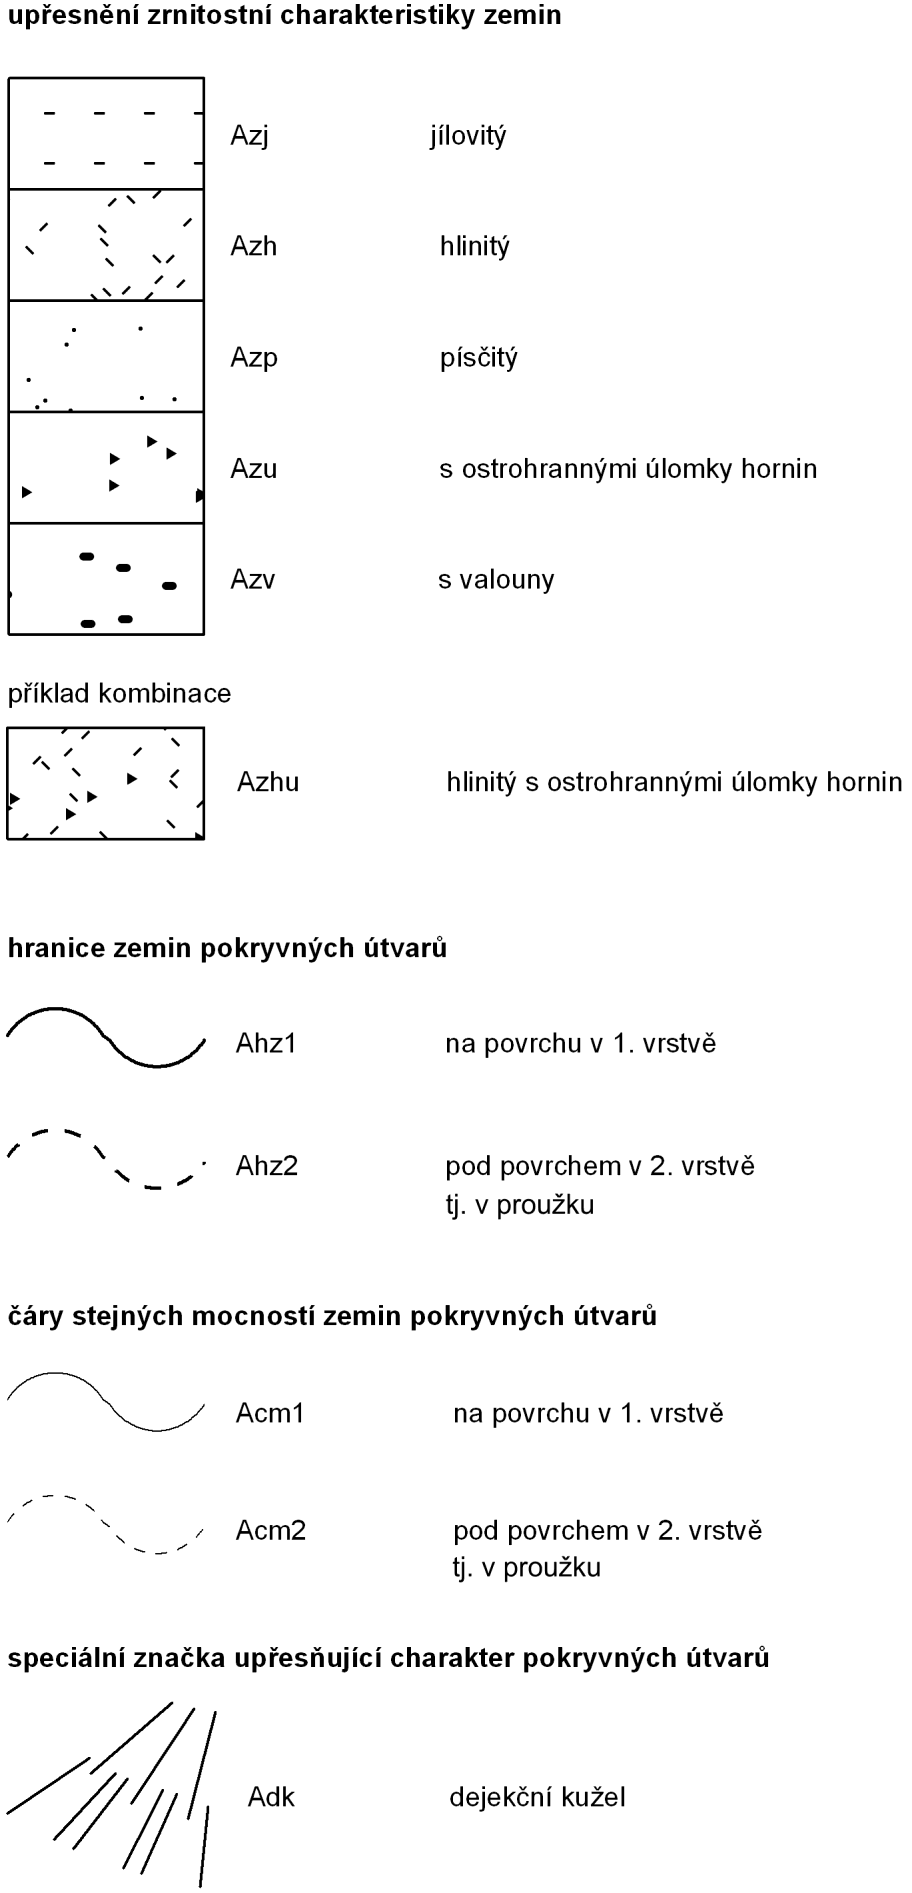 upřesnění zrnitostní charakteristiky zemin
Azj jílovitý
Azh hlinitý
Azp písčitý
Azu s ostrohrannými úlomky hornin
Azv s valouny
příklad kombinace
Azhu hlinitý s ostrohrannými úlomky hornin
hranice zemin pokryvných útvarů
Ahz1 na povrchu v 1. vrstvě
Ahz2 pod povrchem v 2. vrstvě
tj. v proužku
čáry stejných mocností zemin pokryvných útvarů
Acm1 na povrchu v 1. vrstvě
Acm2 pod povrchem v 2. vrstvě
tj. v proužku
speciální značka upřesňující charakter pokryvných útvarů
Adk dejekční kužel